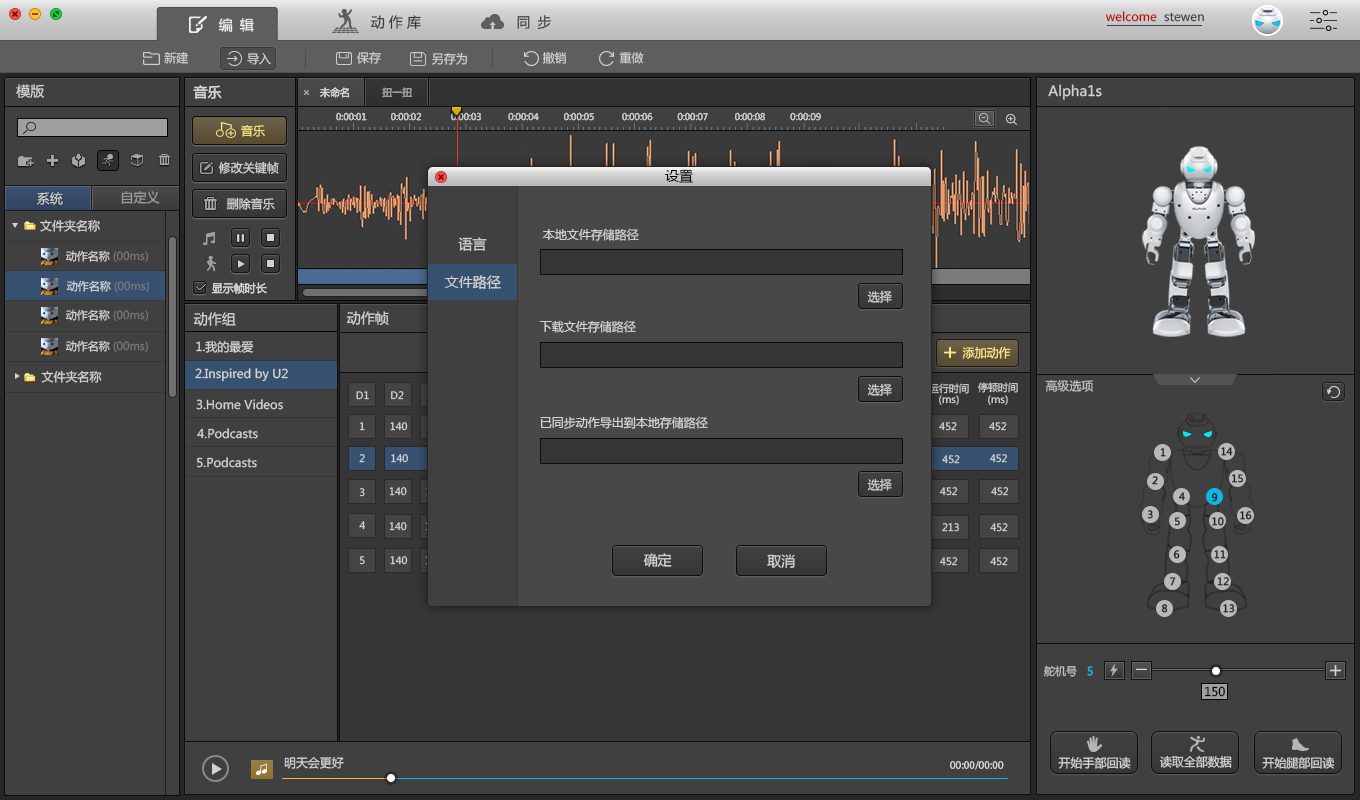 编 辑
动 作 库
同 步
welcome stewen
新建
导入
保存
另存为
撤销
重做
模版
系统
自定义
文件夹名称
动作名称 (00ms)
动作名称 (00ms)
动作名称 (00ms)
动作名称 (00ms)
文件夹名称
音乐
音乐
修改关键帧
删除音乐
显示帧时长
× 未命名
扭一扭
0:00:01 0:00:02 0:00:03 0:00:04 0:00:05 0:00:06 0:00:07 0:00:08 0:00:09
动作组
1.我的最爱
2.Inspired by U2
3.Home Videos
4.Podcasts
5.Podcasts
动作帧
添加动作
D1 D2
运行时间 (ms)
停顿时间 (ms)
1 140 452 452
2 140 452 452
3 140 452 452
4 140 213 452
5 140 452 452
设置
语言
文件路径
本地文件存储路径
选择
下载文件存储路径
选择
已同步动作导出到本地存储路径
选择
确定
取消
明天会更好
00:00/00:00
Alpha1s
高级选项
1 14
2 15
4 9
3 5 10 16
6 11
7 12
8 13
舵机号 5
150
开始手部回读
读取全部数据
开始腿部回读